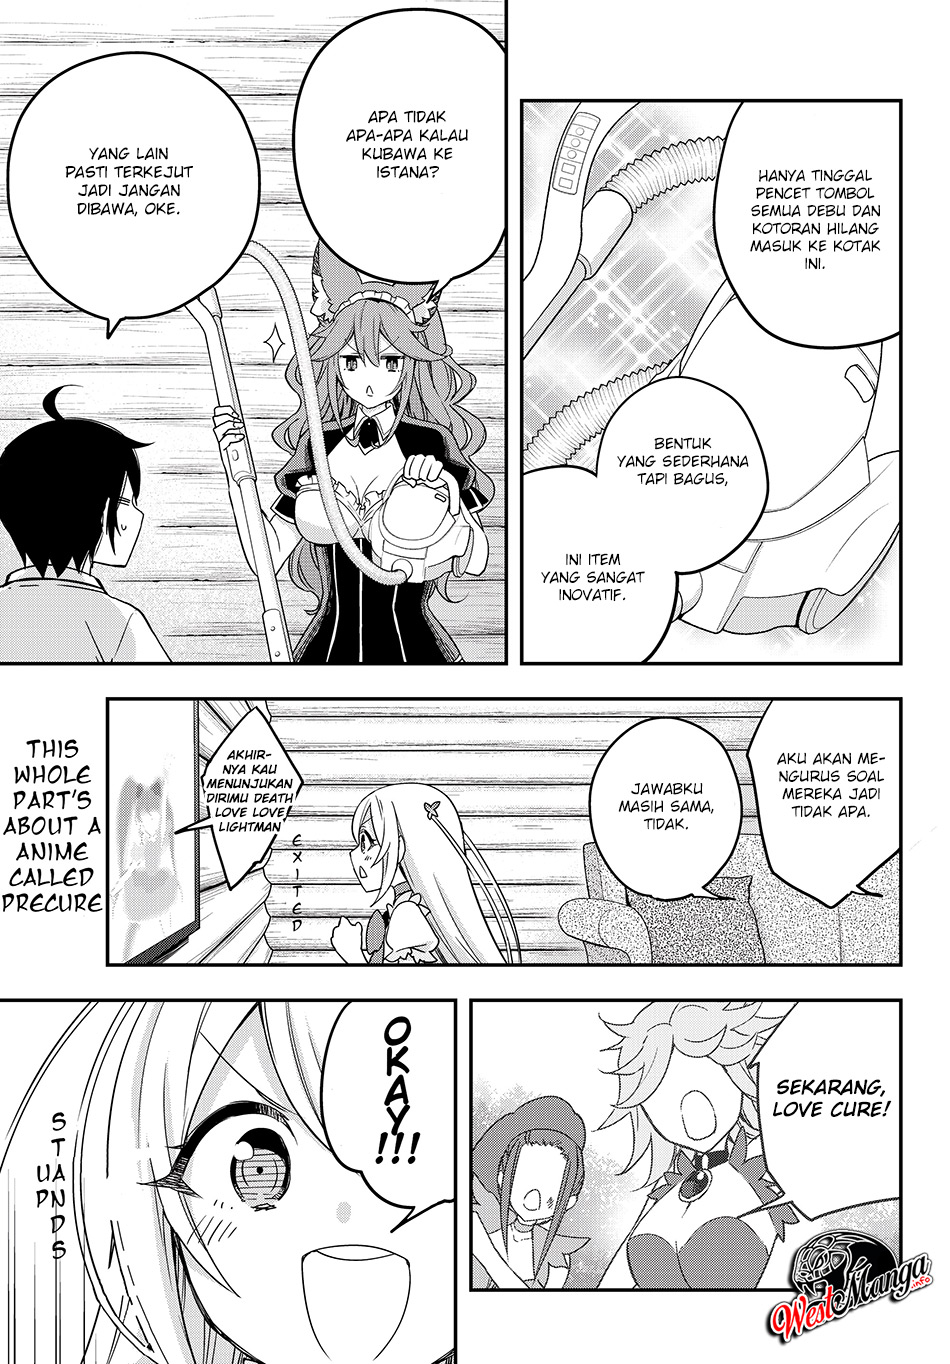 HANYA TINGGAL
PENCET TOMBOL
SEMUA DEBU DAN
KOTORAN HILANG
MASUK KE KOTAK
INI.
BENTUK
YANG SEDERHANA
TAPI BAGUS,
INI ITEM
YANG SANGAT
INOVATIF.
APA TIDAK
APA-APA KALAU
KUBAWA KE
ISTANA?
YANG LAIN
PASTI TERKEJUT
JADI JANGAN
DIBAWA, OKE.
AKU AKAN ME-
NGURUS SOAL
MEREKA JADI
TIDAK APA.
JAWABKU
MASIH SAMA,
TIDAK.
EXITED
AKHIR-
NYA KAU
MENUNJUKAN
DIRIMU DEATH
LOVE LOVE
LIGHTMAN
THIS
WHOLE
PART'S
ABOUT A
ANIME
CALLED
PRECURE
SEKARANG,
LOVE CURE!
OKAY!!!
STANDS
UP
WestManga
.info